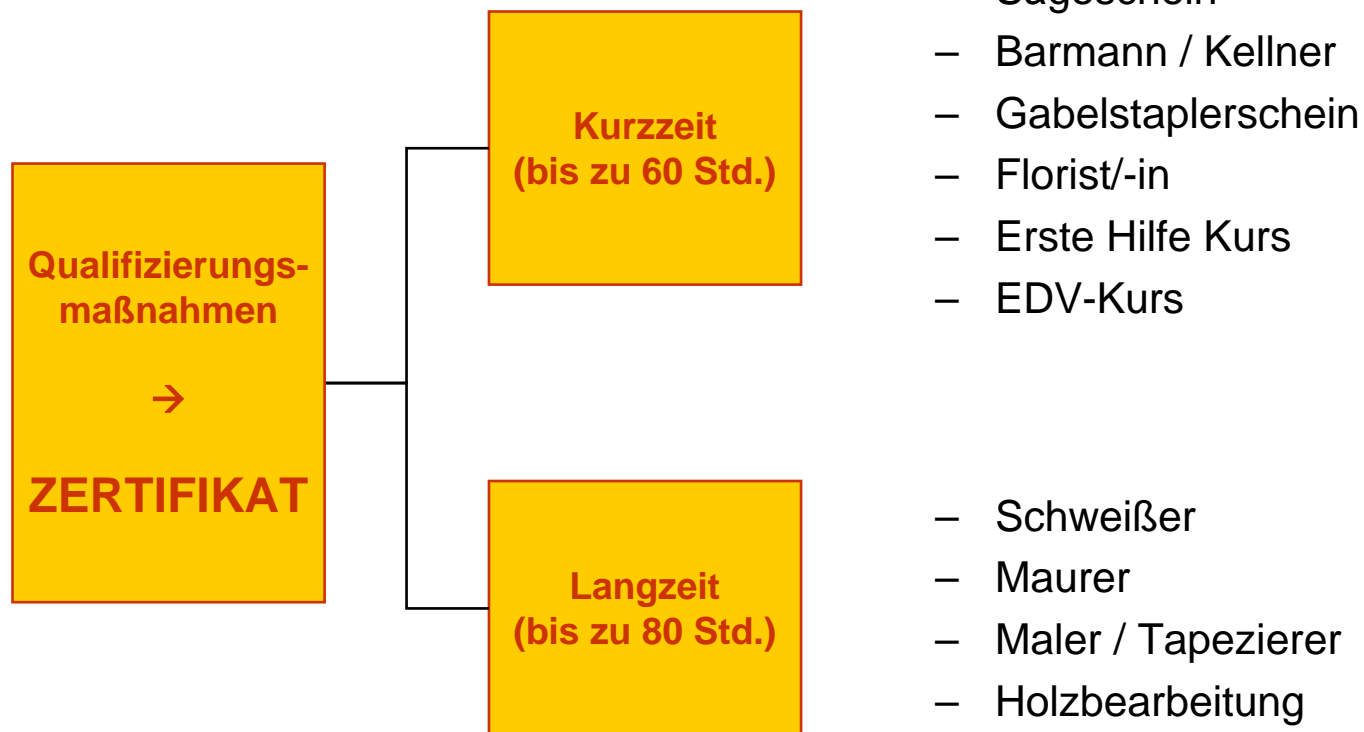 Qualifizierungs-
maßnahmen
→
ZERTIFIKAT
Kurzzeit
(bis zu 60 Std.)
– Barmann / Kellner
– Gabelstaplerschein
– Florist/-in
– Erste Hilfe Kurs
– EDV-Kurs
Langzeit
(bis zu 80 Std.)
– Schweißer
– Maurer
– Maler / Tapezierer
– Holzbearbeitung